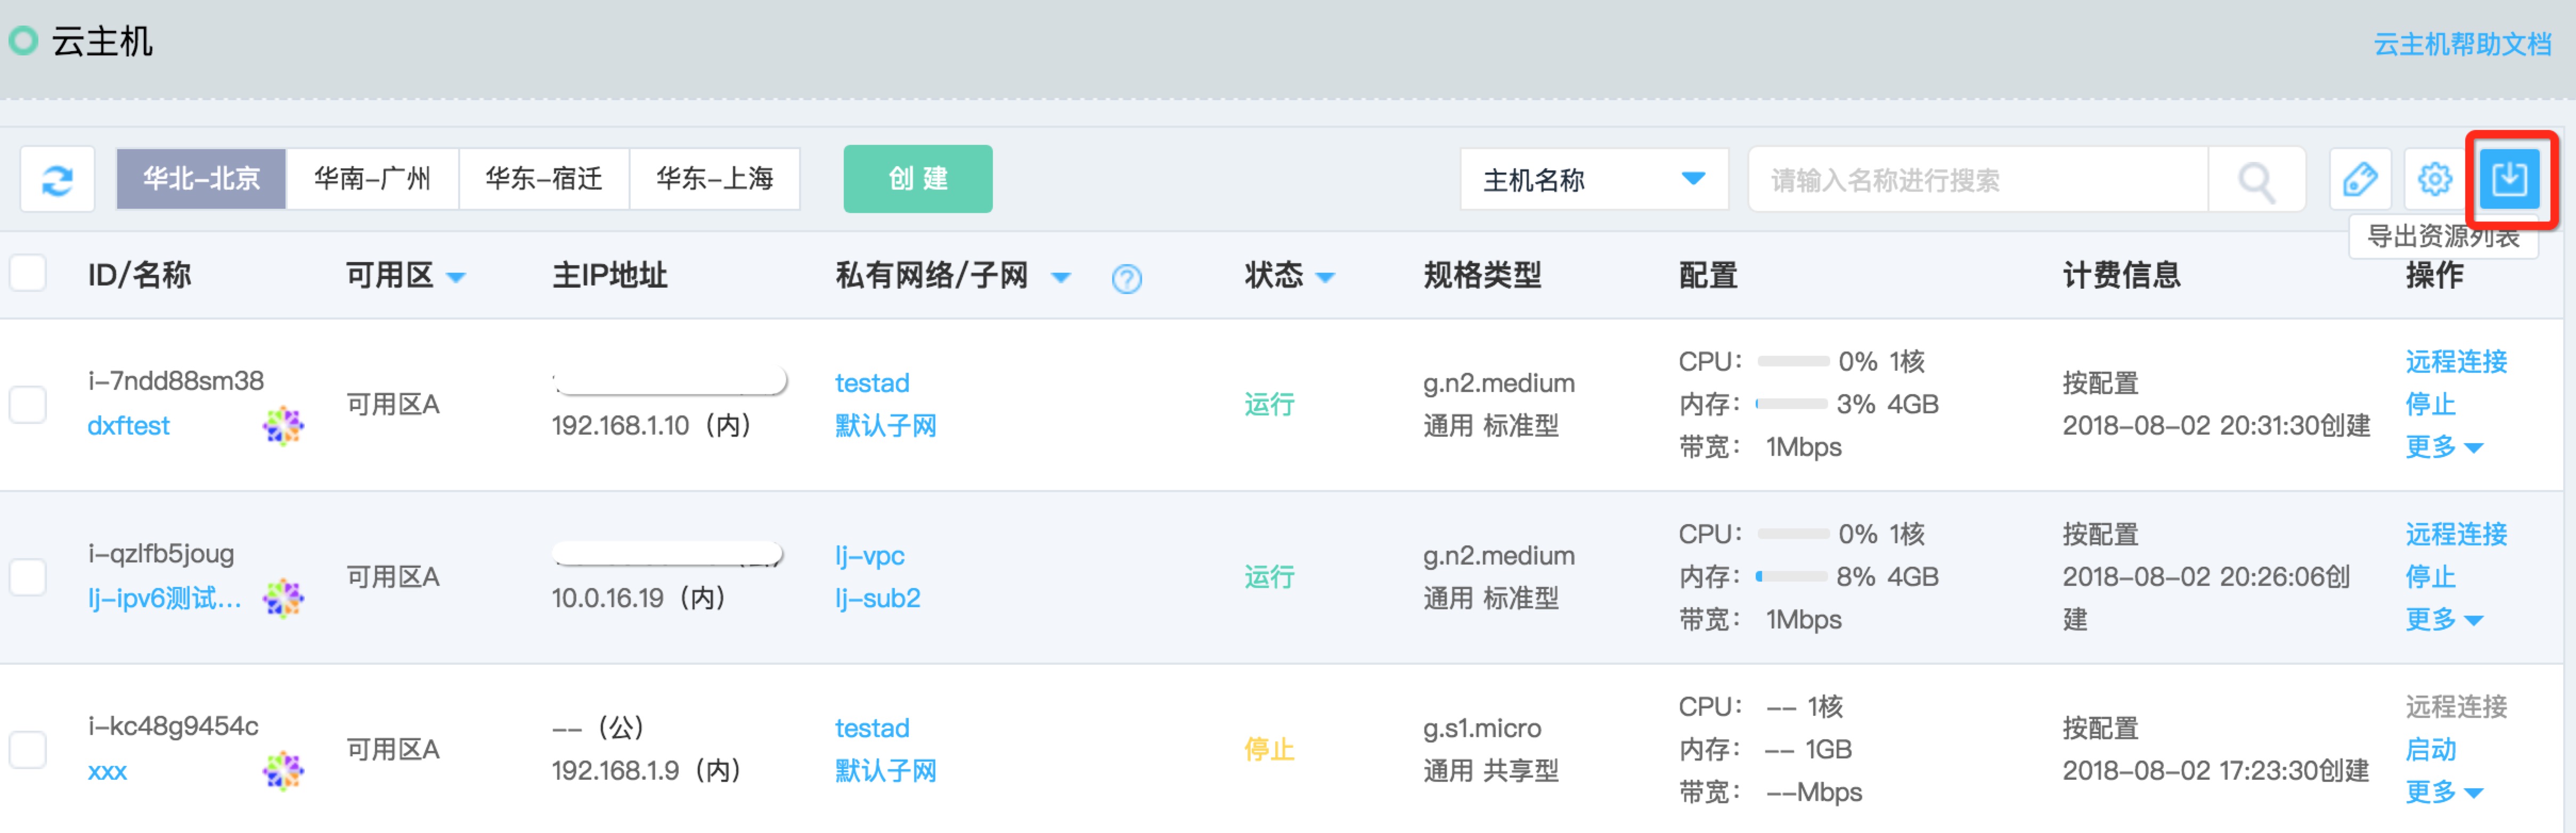 云主机
云主机帮助文档
华北-北京 华南-广州 华东-宿迁 华东-上海 创 建 主机名称 请输入名称进行搜索
导出资源列表
ID/名称 可用区 主IP地址 私有网络/子网 ? 状态 规格类型 配置 计费信息 操作
i-7ndd88sm38
dxftest
可用区A
192.168.1.10（内）
testad
默认子网
运行
g.n2.medium
通用 标准型
CPU： 0% 1核
内存： 3% 4GB
带宽： 1Mbps
按配置
2018-08-02 20:31:30创建
远程连接
停止
更多
i-qzlfb5joug
lj-ipv6测试...
可用区A
10.0.16.19（内）
lj-vpc
lj-sub2
运行
g.n2.medium
通用 标准型
CPU： 0% 1核
内存： 8% 4GB
带宽： 1Mbps
按配置
2018-08-02 20:26:06创
建
远程连接
停止
更多
i-kc48g9454c
xxx
可用区A
--（公）
192.168.1.9（内）
testad
默认子网
停止
g.s1.micro
通用 共享型
CPU： -- 1核
内存： -- 1GB
带宽： --Mbps
按配置
2018-08-02 17:23:30创建
远程连接
启动
更多